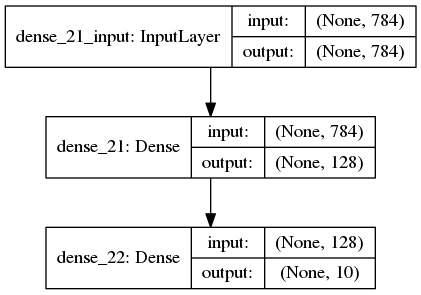 dense_21_input: InputLayer
input: (None, 784)
output: (None, 784)
dense_21: Dense
input: (None, 784)
output: (None, 128)
dense_22: Dense
input: (None, 128)
output: (None, 10)